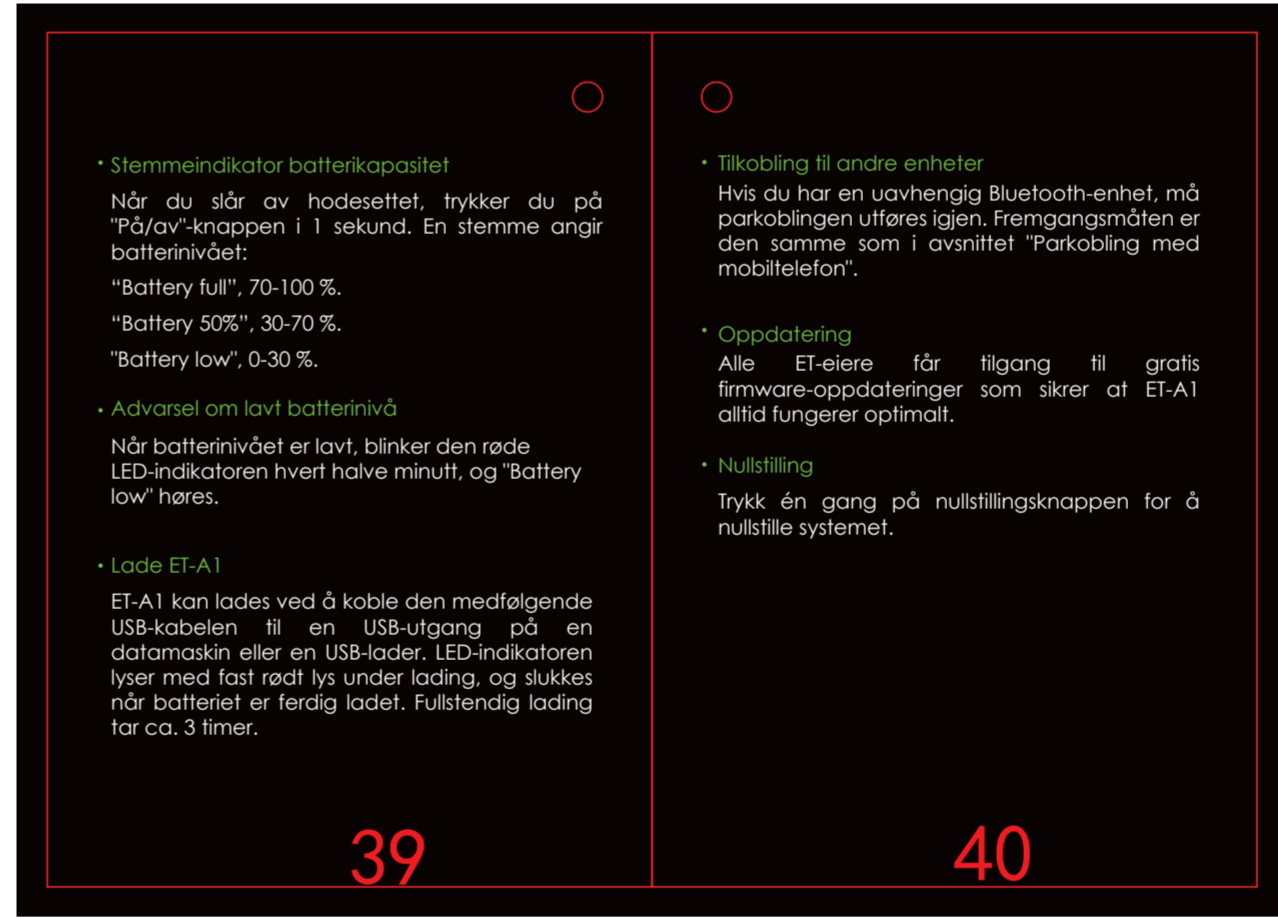 • Stemmeindikator batterikapasitet
Når du slår av hodesettet, trykker du på
"På/av"-knappen i 1 sekund. En stemme angir
batterinivået:
“Battery full”, 70-100 %.
“Battery 50%”, 30-70 %.
"Battery low", 0-30 %.
• Advarsel om lavt batterinivå
Når batterinivået er lavt, blinker den røde
LED-indikatoren hvert halve minutt, og "Battery
low" høres.
• Lade ET-A1
ET-A1 kan lades ved å koble den medfølgende
USB-kabelen til en USB-utgang på en
datamaskin eller en USB-lader. LED-indikatoren
lyser med fast rødt lys under lading, og slukkes
når batteriet er ferdig ladet. Fullstendig lading
tar ca. 3 timer.
39
• Tilkobling til andre enheter
Hvis du har en uavhengig Bluetooth-enhet, må
parkoblingen utføres igjen. Fremgangsmåten er
den samme som i avsnittet "Parkobling med
mobiltelefon".
• Oppdatering
Alle ET-eiere får tilgang til gratis
firmware-oppdateringer som sikrer at ET-A1
alltid fungerer optimalt.
• Nullstilling
Trykk én gang på nullstillingsknappen for å
nullstille systemet.
40